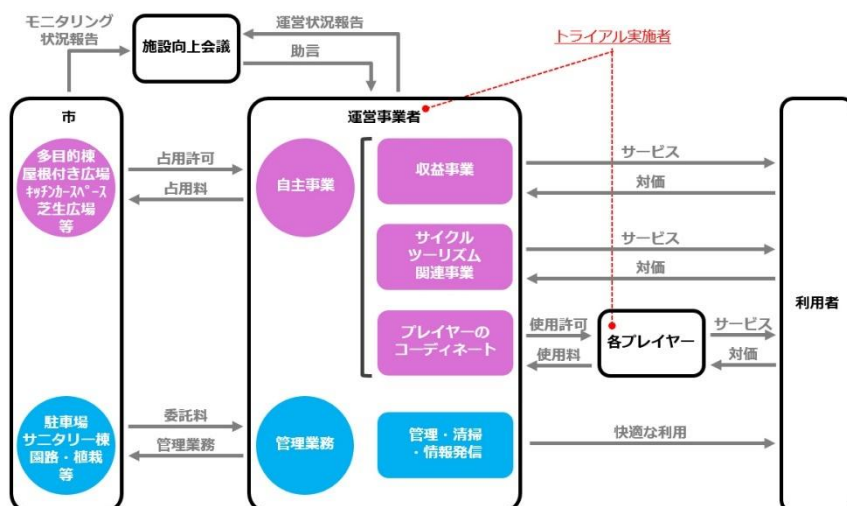 モニタリング
状況報告
施設向上会議
運営状況報告
助言
トライアル実施者
市
運営事業者
多目的棟
屋根付き広場
ｷｯﾁﾝｶｰｽﾍﾟｰｽ
芝生広場
等
占用許可
占用料
自主事業
収益事業
サービス
対価
サイクル
ツーリズム
関連事業
サービス
対価
利用者
プレイヤーの
コーディネート
使用許可
使用料
各プレイヤー
サービス
対価
駐車場
サニタリー棟
園路・植栽
等
委託料
管理業務
管理業務
管理・清掃
・情報発信
快適な利用